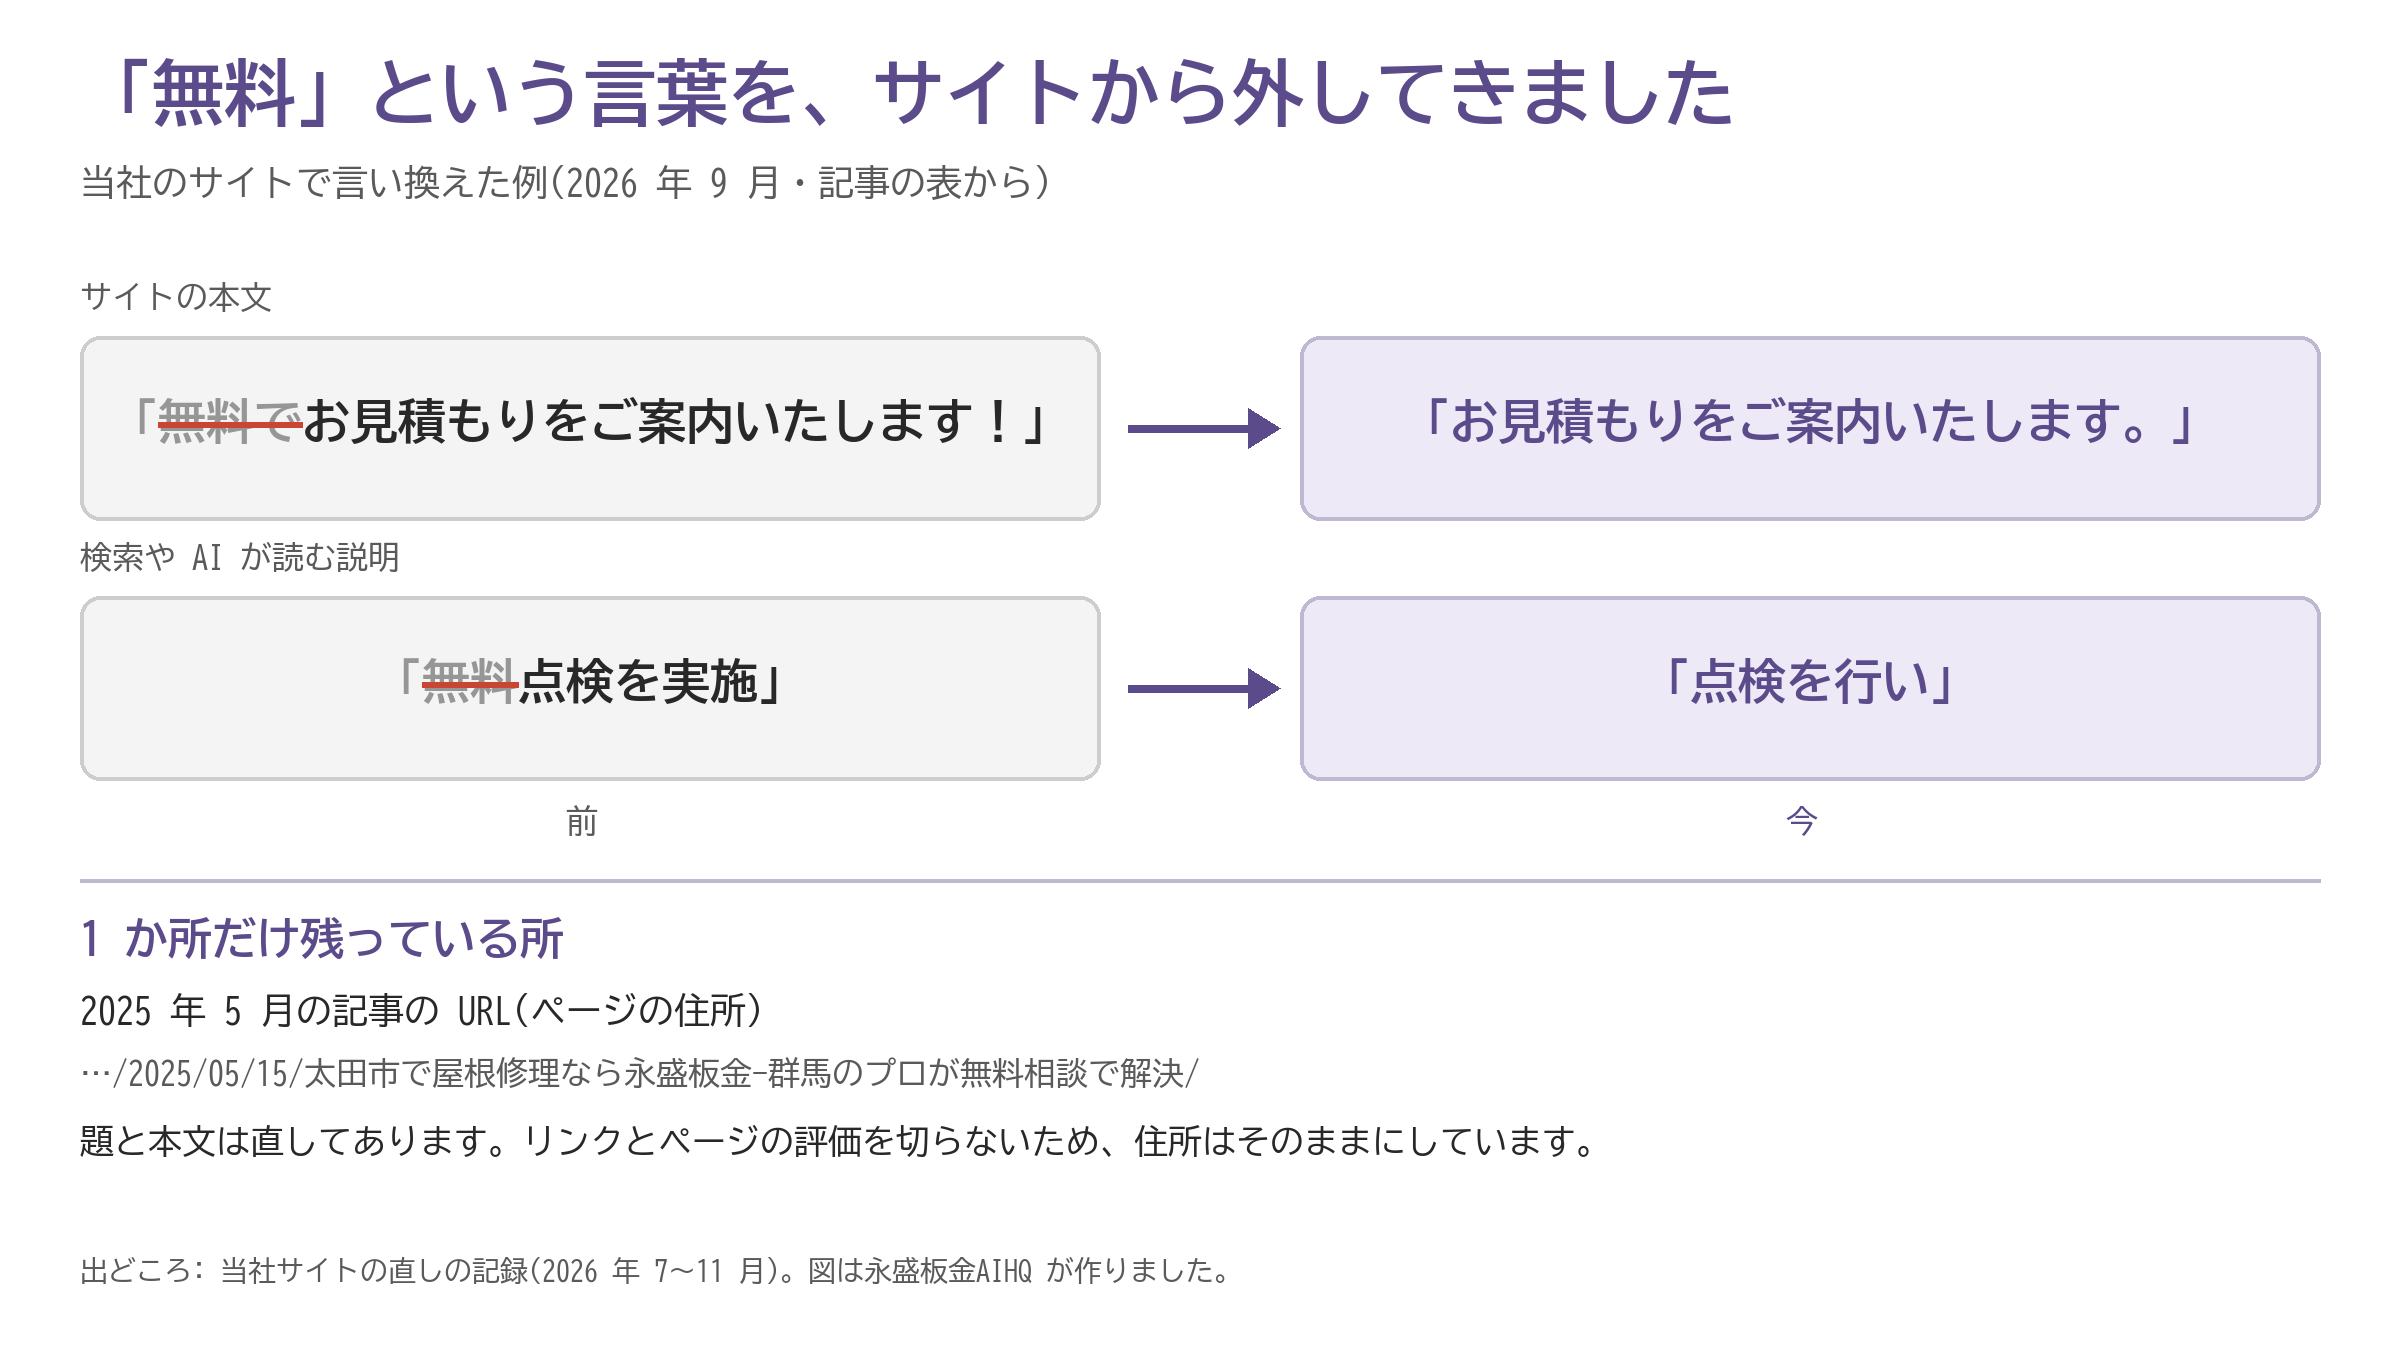 「無料」という言葉を、サイトから外してきました
当社のサイトで言い換えた例(2026 年 9 月・記事の表から)
サイトの本文
「無料でお見積もりをご案内いたします！」
「お見積もりをご案内いたします。」
検索や AI が読む説明
「無料点検を実施」
「点検を行い」
前
今
1 か所だけ残っている所
2025 年 5 月の記事の URL(ページの住所)
…/2025/05/15/太田市で屋根修理なら永盛板金-群馬のプロが無料相談で解決/
題と本文は直してあります。リンクとページの評価を切らないため、住所はそのままにしています。
出どころ: 当社サイトの直しの記録(2026 年 7〜11 月)。図は永盛板金AIHQ が作りました。